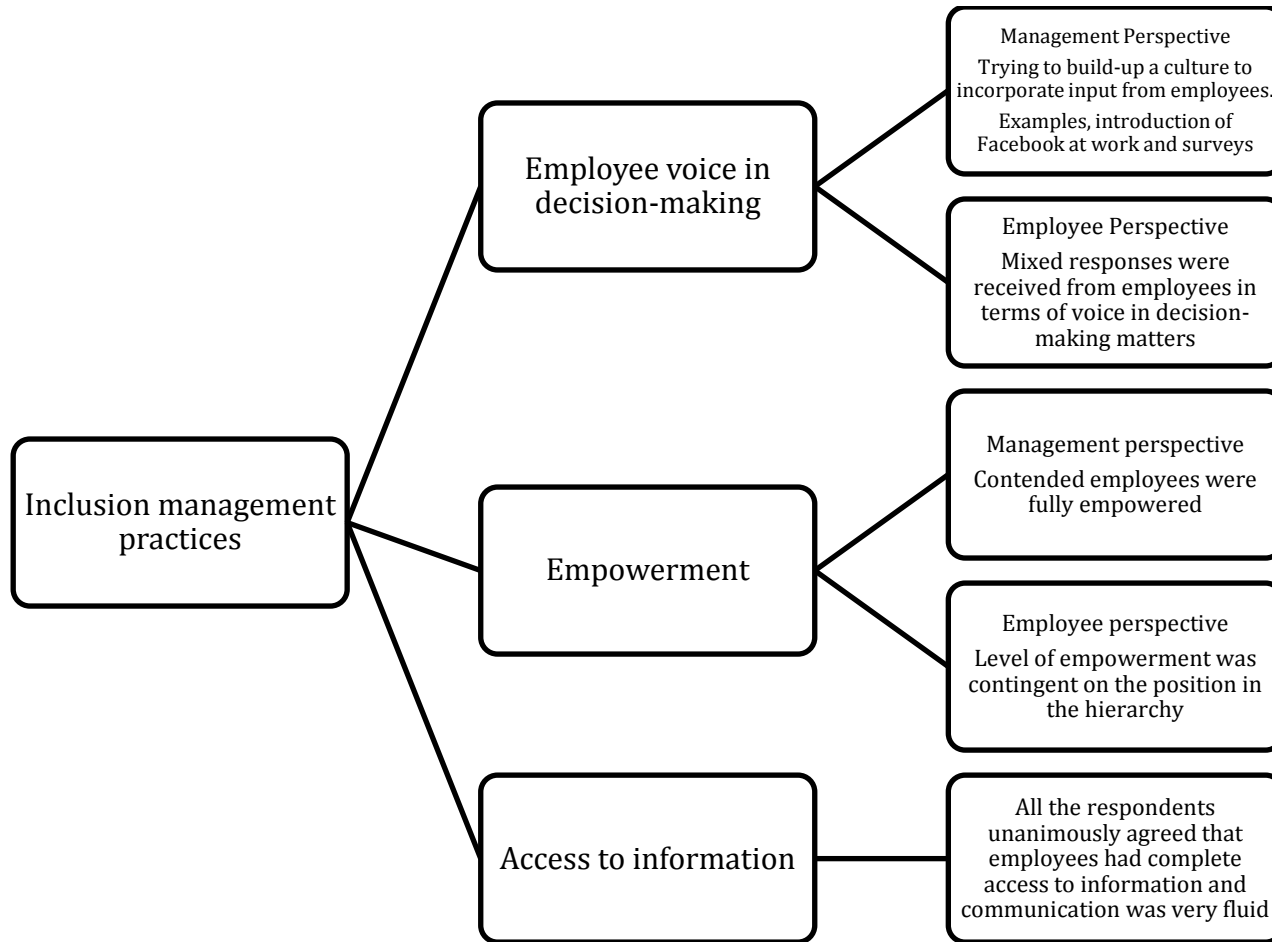 Inclusion management
practices
Employee voice in
decision-making
Management Perspective
Trying to build-up a culture to
incorporate input from employees.
Examples, introduction of
Facebook at work and surveys
Employee Perspective
Mixed responses were
received from employees in
terms of voice in decision-
making matters
Empowerment
Management perspective
Contended employees were
fully empowered
Employee perspective
Level of empowerment was
contingent on the position in
the hierarchy
Access to information
All the respondents
unanimously agreed that
employees had complete
access to information and
communication was very fluid